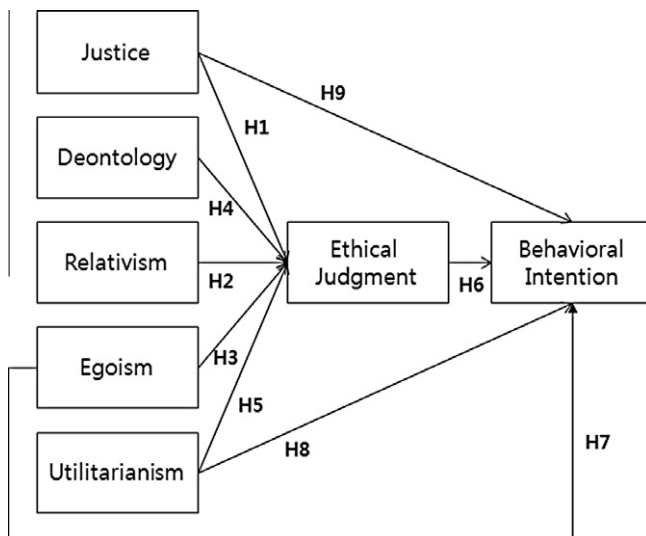 Justice
H9
H1
Deontology
H4
Relativism
H2
Ethical
Judgment
H6
Behavioral
Intention
Egoism
H3
H5
Utilitarianism
H8
H7